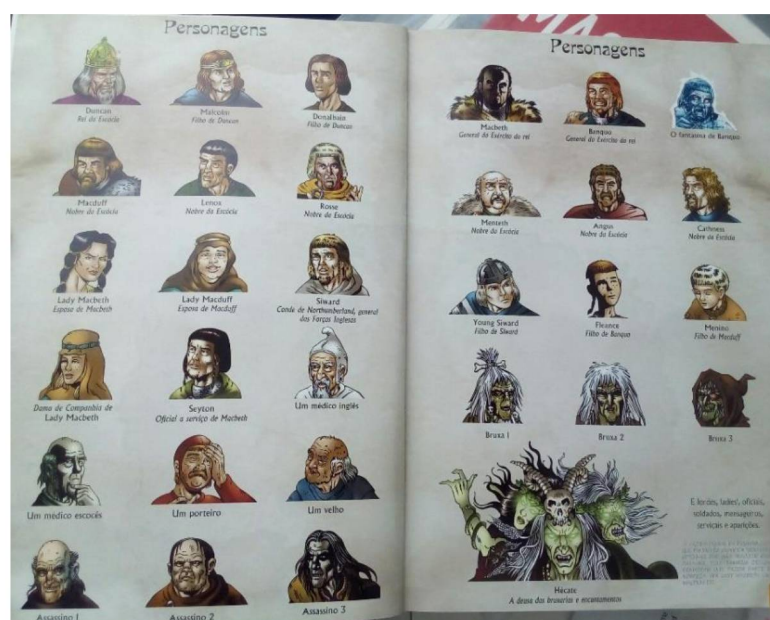 Personagens
Duncan
Rei da Escócia
Malcolm
Filho de Duncan
Donalbain
Filho de Duncan
Macduff
Nobre da Escócia
Lenox
Nobre da Escócia
Rosse
Nobre da Escócia
Lady Macbeth
Esposa de Macbeth
Lady Macduff
Esposa de Macduff
Siward
Conde de Northumberland, general
das Forças Inglesas
Dama de Companhia de
Lady Macbeth
Seyton
Oficial a serviço de Macbeth
Um médico inglês
Um médico escocês
Um porteiro
Um velho
Assassino 1
Assassino 2
Assassino 3
Personagens
Macbeth
General do Exército do rei
Banquo
General do Exército do rei
O fantasma de Banquo
Menteth
Nobre da Escócia
Angus
Nobre da Escócia
Cathness
Nobre da Escócia
Young Siward
Filho de Siward
Fleance
Filho de Banquo
Menino
Filho de Macduff
Bruxa 1
Bruxa 2
Bruxa 3
E lordes, ladies, oficiais,
soldados, mensageiros,
serviçais e aparições.
Hécate
A deusa das bruxarias e encantamentos